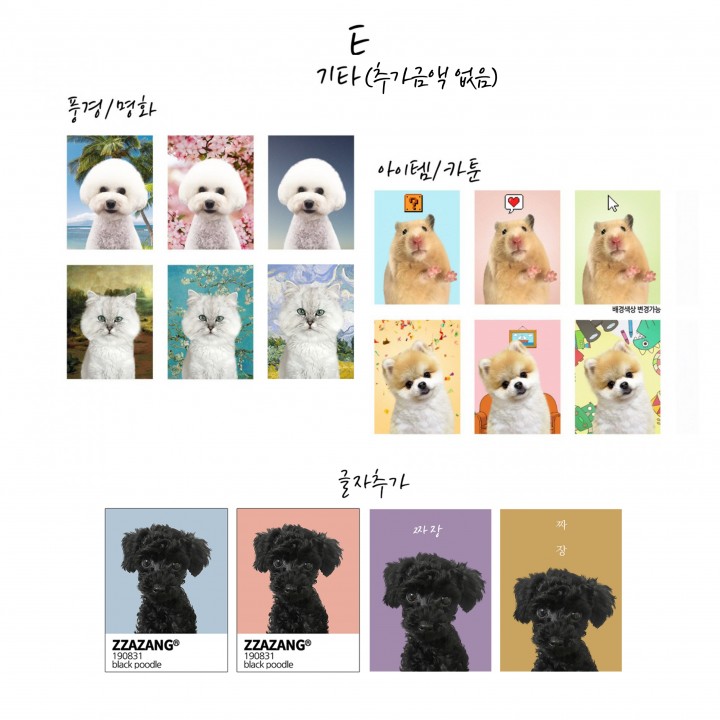 E
기타(추가금액 없음)
풍경/명화
아이템/카툰
?
배경색상 변경가능
글자추가
ZZAZANG®
190831
black poodle
ZZAZANG®
190831
black poodle
짜장
짜
장